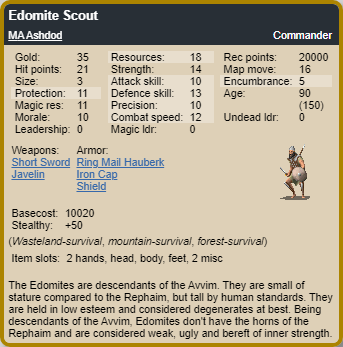 Edomite Scout
MA Ashdod Commander
Gold: 35 Resources: 18 Rec points: 20000
Hit points: 21 Strength: 14 Map move: 16
Size: 3 Attack skill: 10 Encumbrance: 5
Protection: 11 Defence skill: 13 Age: 90
Magic res: 11 Precision: 10 (150)
Morale: 10 Combat speed: 12 Undead ldr: 0
Leadership: 0 Magic ldr: 0
Weapons: Armor:
Short Sword Ring Mail Hauberk
Javelin Iron Cap
Shield
Basecost: 10020
Stealthy: +50
(Wasteland-survival, mountain-survival, forest-survival)
Item slots: 2 hands, head, body, feet, 2 misc
The Edomites are descendants of the Avvim. They are small of
stature compared to the Rephaim, but tall by human standards. They
are held in low esteem and considered degenerates at best. Being
descendants of the Avvim, Edomites don't have the horns of the
Rephaim and are considered weak, ugly and bereft of inner strength.